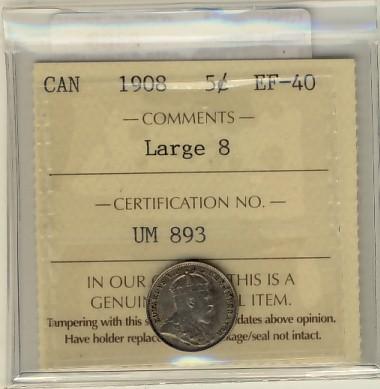 CAN 1908 5¢ EF-40
— COMMENTS —
Large 8
— CERTIFICATION NO. —
UM 893
IN OUR THIS IS A
ITEM.
Tampering with this above opinion.
Have holder seal not intact.